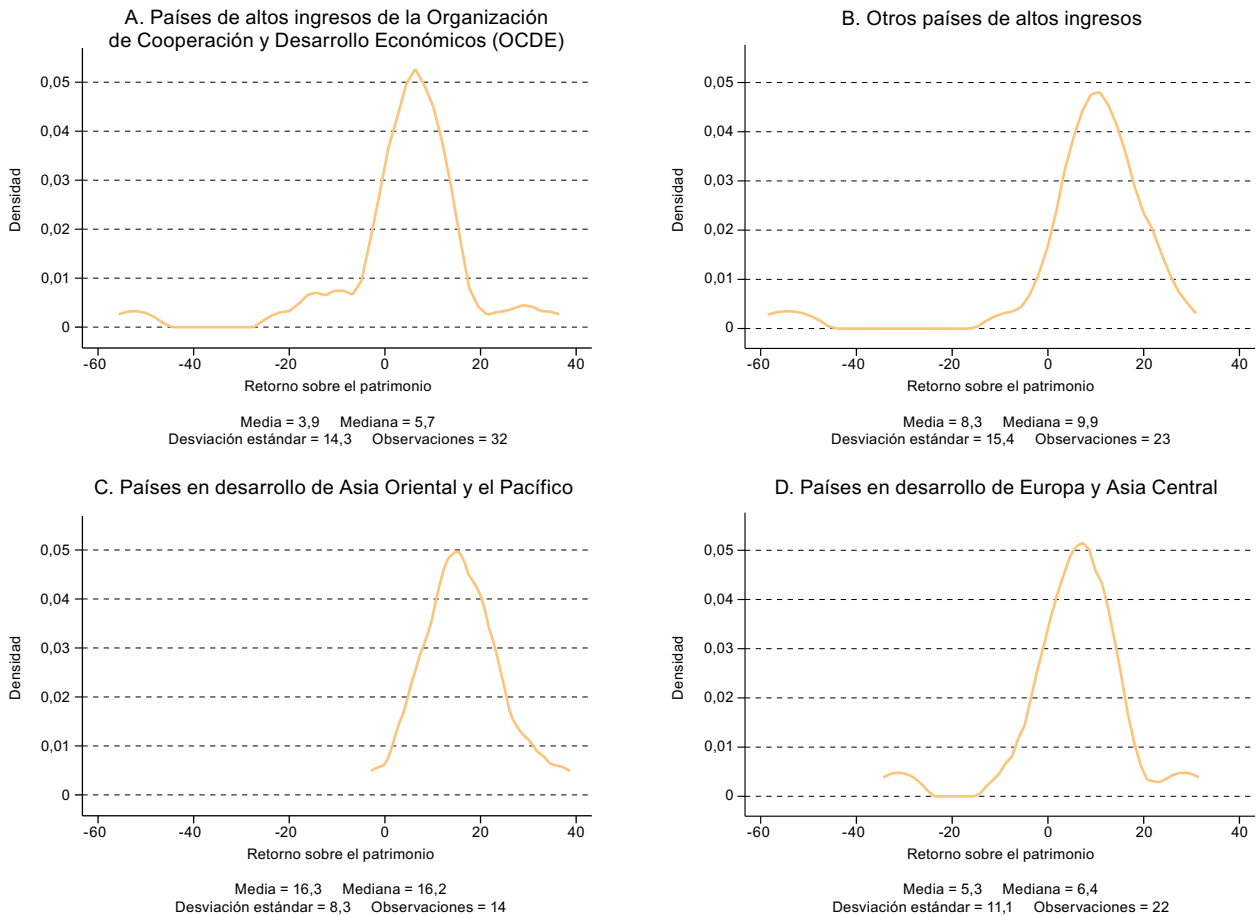 A. Países de altos ingresos de la Organización
de Cooperación y Desarrollo Económicos (OCDE)
Densidad
0,05
0,04
0,03
0,02
0,01
0
-60 -40 -20 0 20 40
Retorno sobre el patrimonio
Media = 3,9 Mediana = 5,7
Desviación estándar = 14,3 Observaciones = 32
B. Otros países de altos ingresos
Densidad
0,05
0,04
0,03
0,02
0,01
0
-60 -40 -20 0 20 40
Retorno sobre el patrimonio
Media = 8,3 Mediana = 9,9
Desviación estándar = 15,4 Observaciones = 23
C. Países en desarrollo de Asia Oriental y el Pacífico
Densidad
0,05
0,04
0,03
0,02
0,01
0
-60 -40 -20 0 20 40
Retorno sobre el patrimonio
Media = 16,3 Mediana = 16,2
Desviación estándar = 8,3 Observaciones = 14
D. Países en desarrollo de Europa y Asia Central
Densidad
0,05
0,04
0,03
0,02
0,01
0
-60 -40 -20 0 20 40
Retorno sobre el patrimonio
Media = 5,3 Mediana = 6,4
Desviación estándar = 11,1 Observaciones = 22